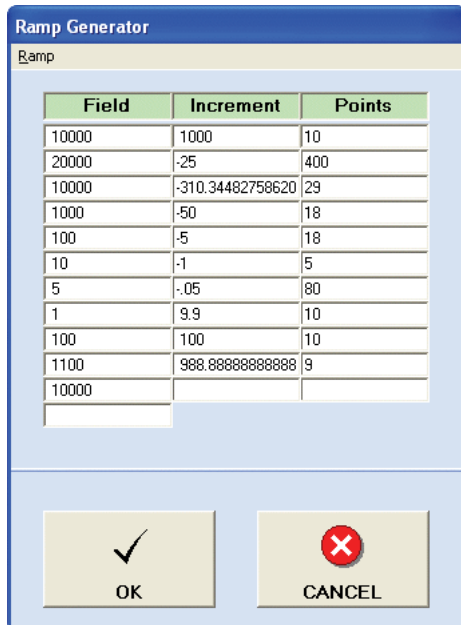 Ramp Generator
Ramp
Field Increment Points
10000 1000 10
20000 -25 400
10000 -310.34482758620 29
1000 -50 18
100 -5 18
10 -1 5
5 -.05 80
1 9.9 10
100 100 10
1100 988.88888888888 9
10000
OK CANCEL